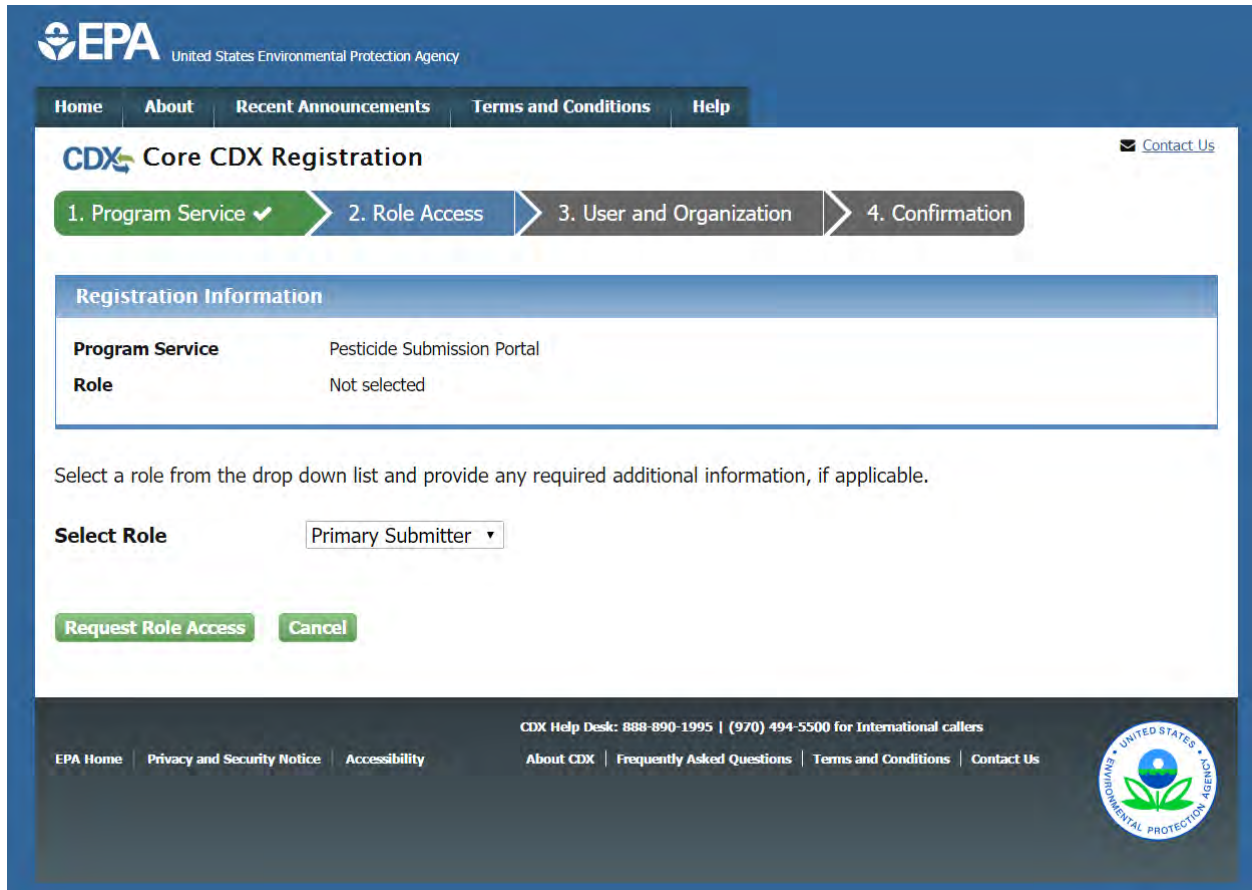 EPA United States Environmental Protection Agency
Home About Recent Announcements Terms and Conditions Help
CDX Core CDX Registration
Contact Us
1. Program Service ✔ 2. Role Access 3. User and Organization 4. Confirmation
Registration Information
Program Service Pesticide Submission Portal
Role Not selected
Select a role from the drop down list and provide any required additional information, if applicable.
Select Role Primary Submitter
Request Role Access Cancel
CDX Help Desk: 888-890-1995 | (970) 494-5500 for International callers
EPA Home | Privacy and Security Notice | Accessibility About CDX | Frequently Asked Questions | Terms and Conditions | Contact Us
UNITED STATES ENVIRONMENTAL PROTECTION AGENCY